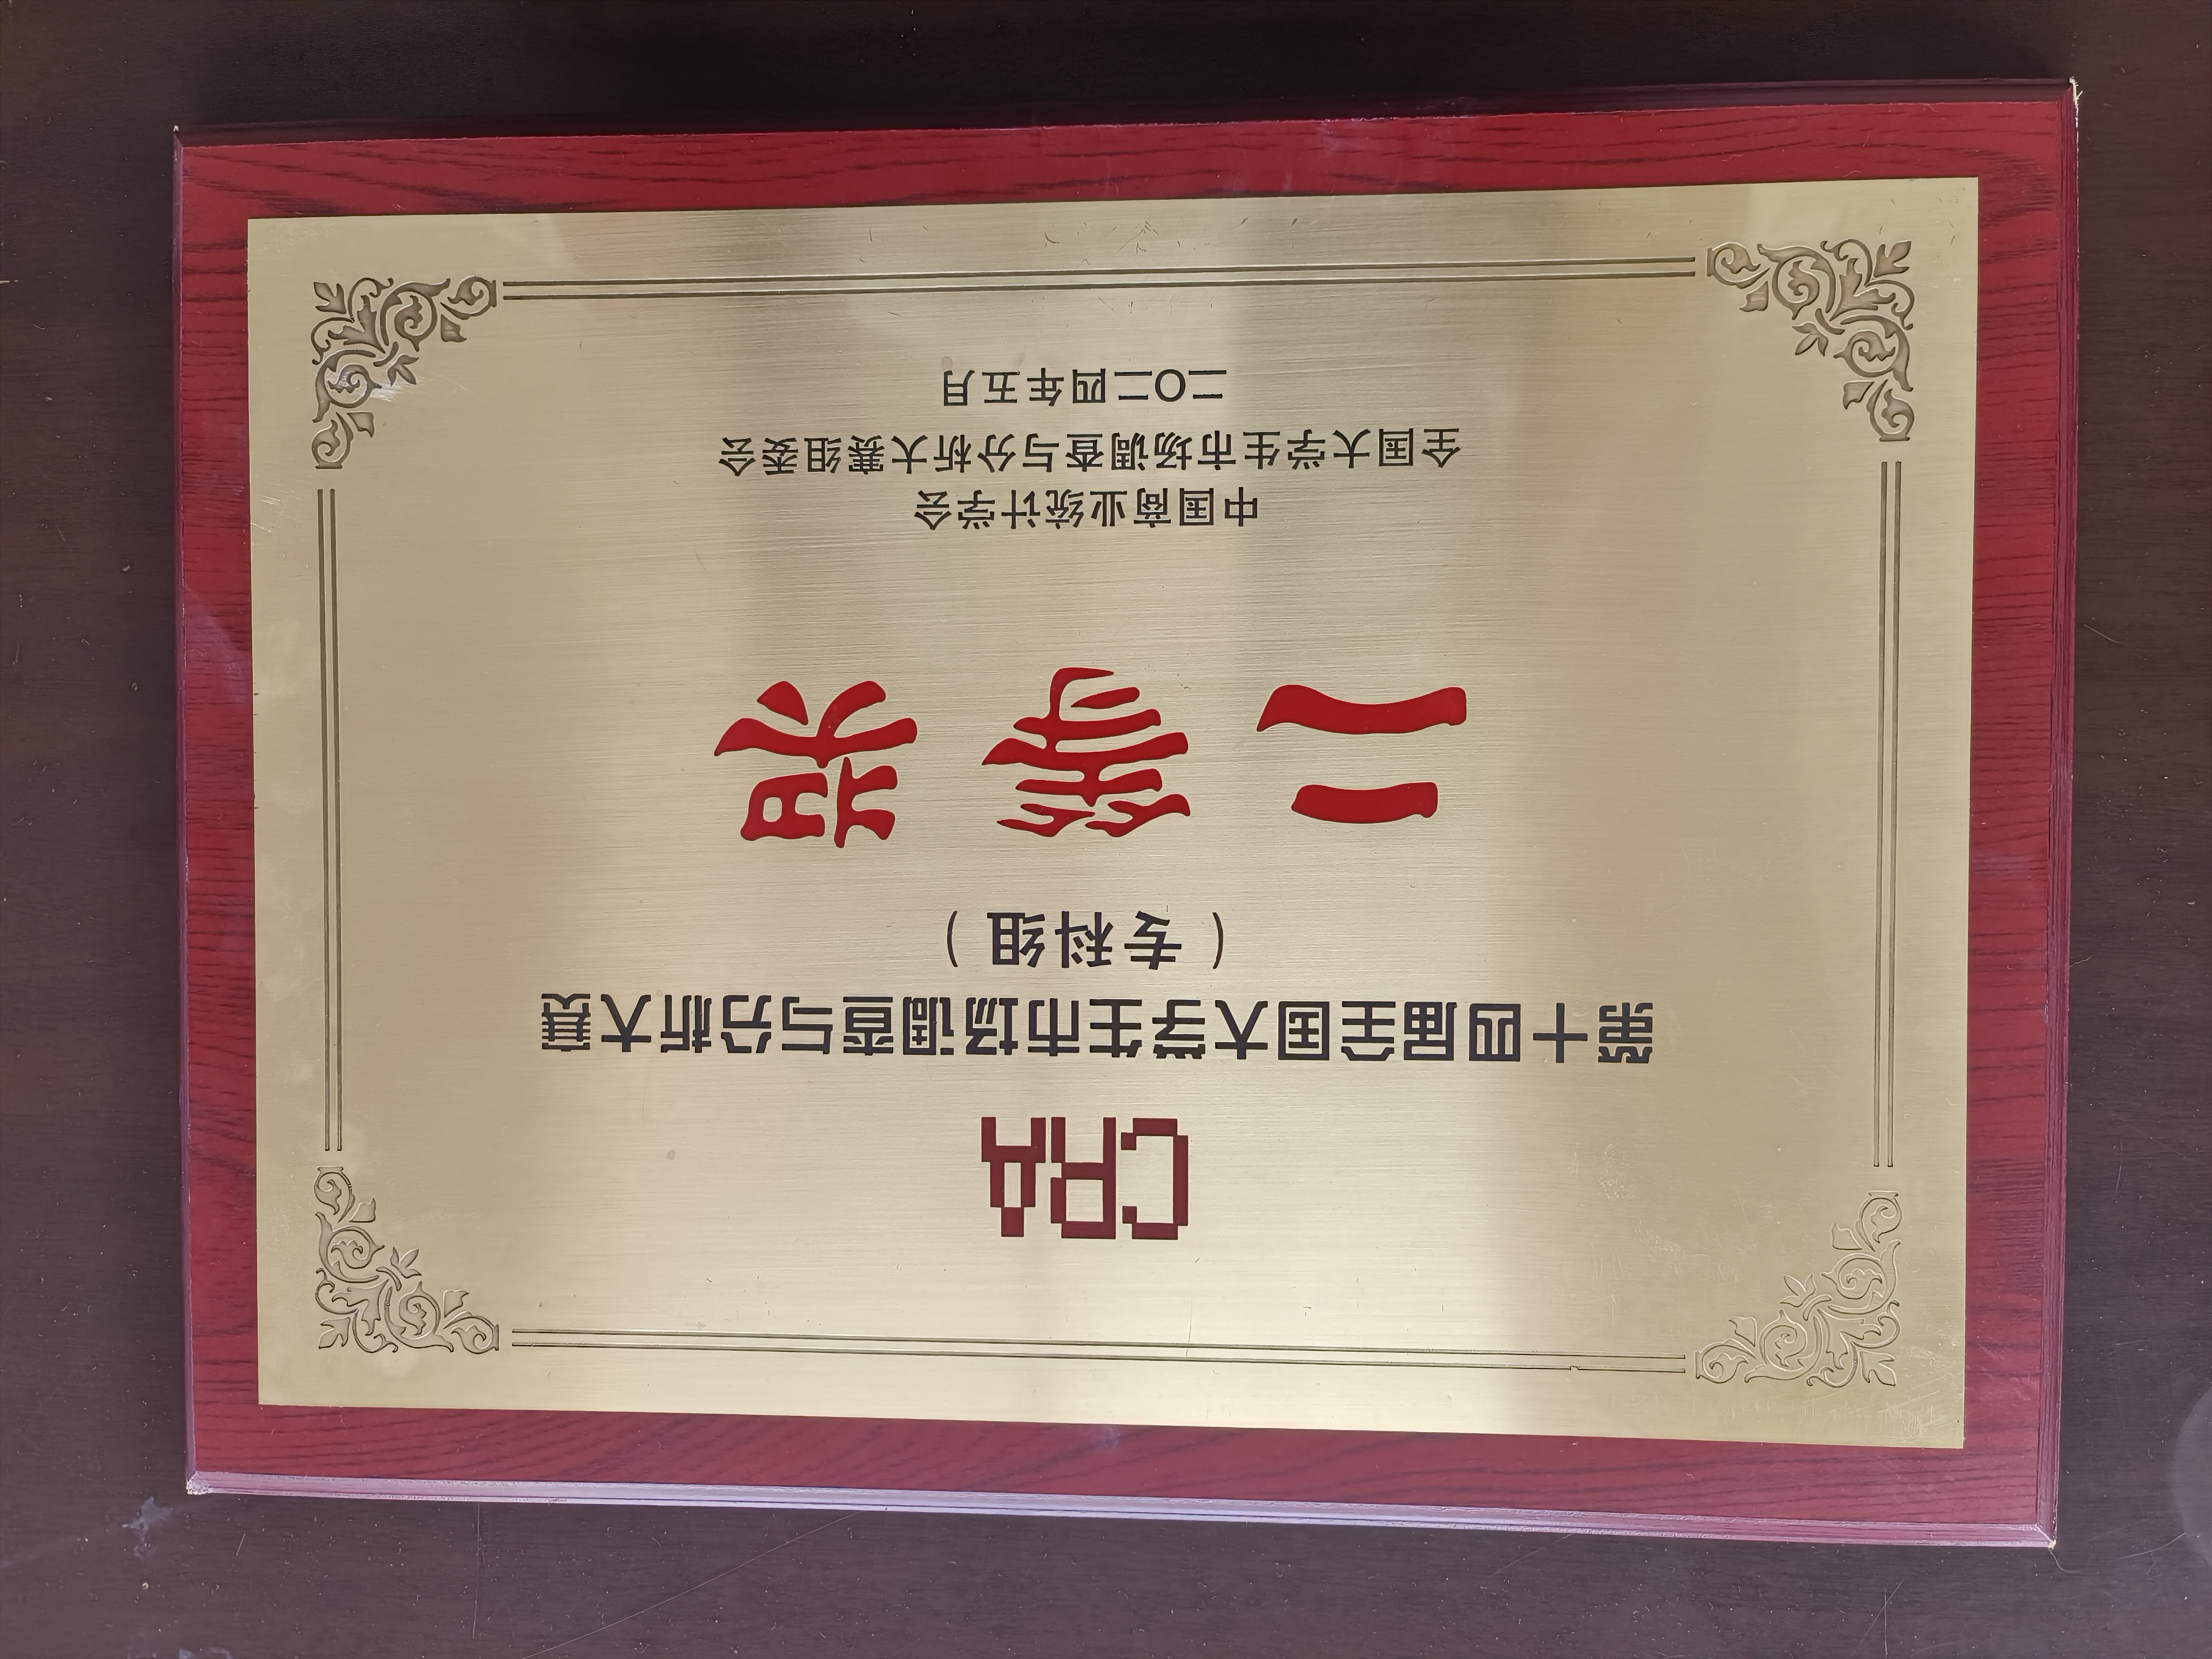 CRA
第十四届全国大学生市场调查与分析大赛
（专科组）
二等奖
中国商业统计学会
全国大学生市场调查与分析大赛组委会
二〇二四年五月